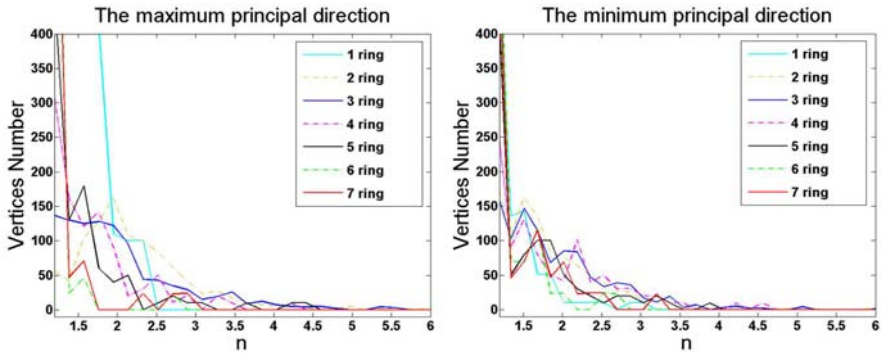 The maximum principal direction
Vertices Number
400
350
300
250
200
150
100
50
0
1 ring
2 ring
3 ring
4 ring
5 ring
6 ring
7 ring
1.5 2 2.5 3 3.5 4 4.5 5 5.5 6
n
The minimum principal direction
Vertices Number
400
350
300
250
200
150
100
50
0
1 ring
2 ring
3 ring
4 ring
5 ring
6 ring
7 ring
1.5 2 2.5 3 3.5 4 4.5 5 5.5 6
n